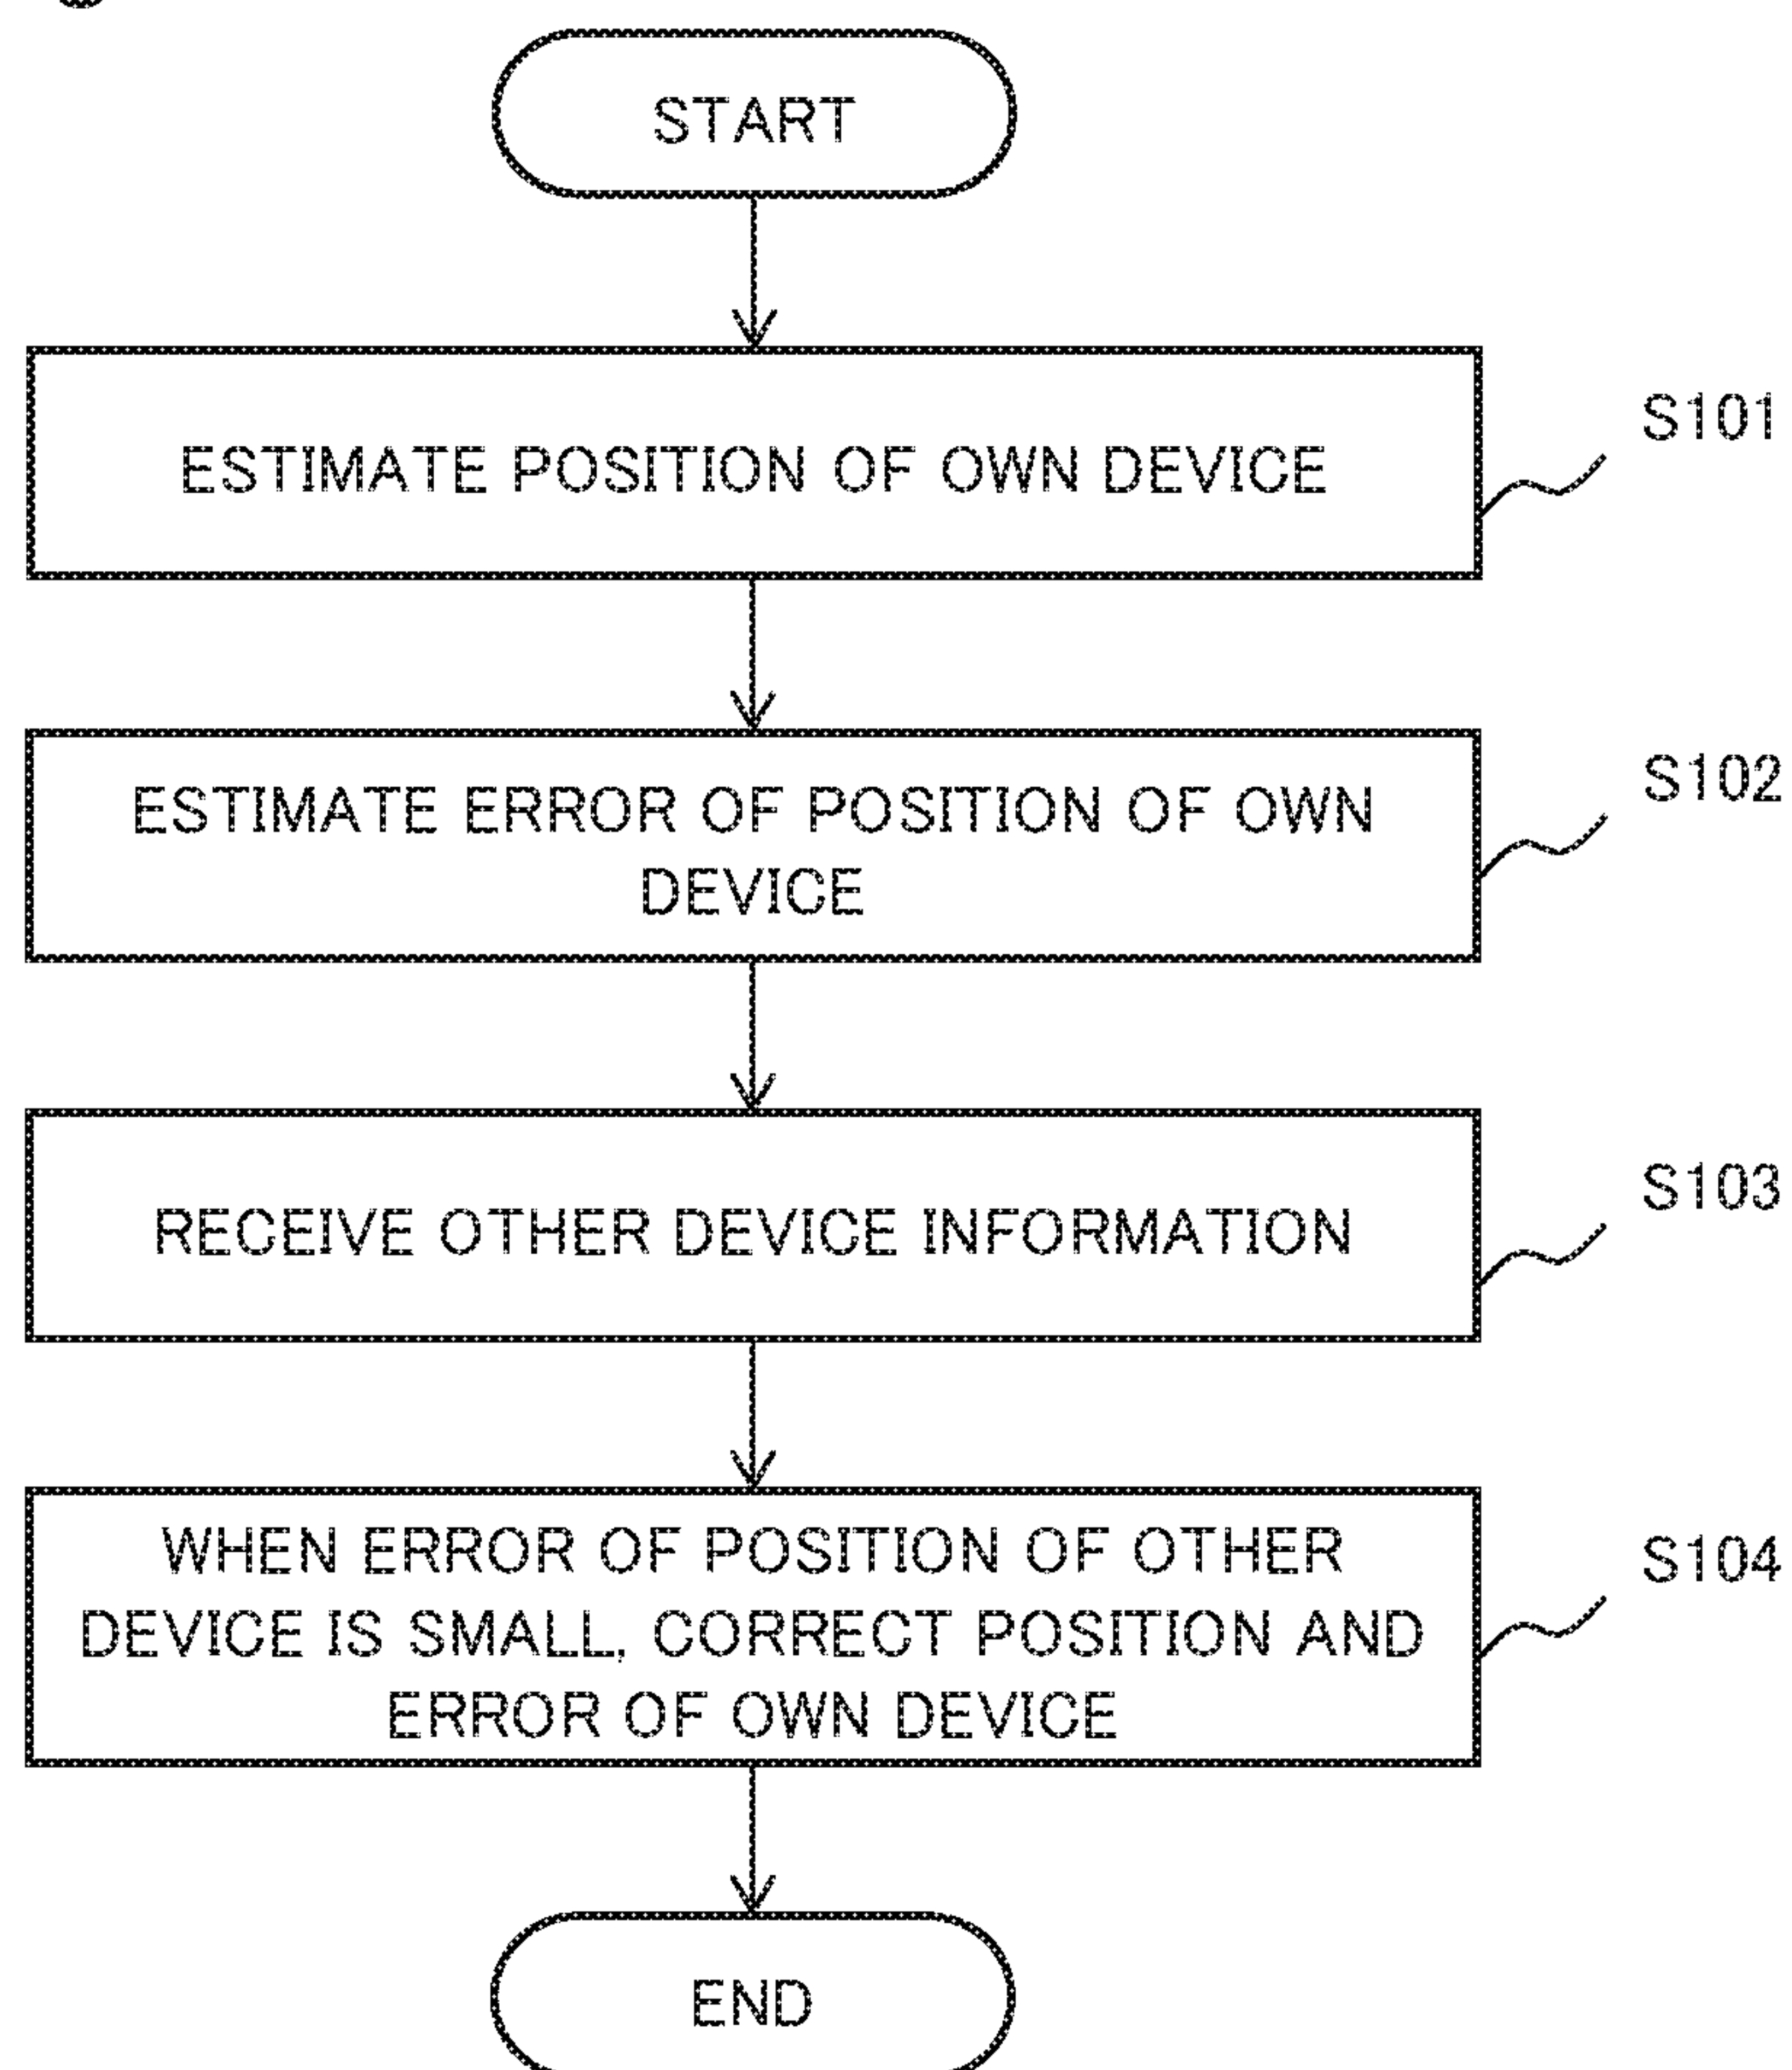 START
ESTIMATE POSITION OF OWN DEVICE
S101
ESTIMATE ERROR OF POSITION OF OWN
DEVICE
S102
RECEIVE OTHER DEVICE INFORMATION
S103
WHEN ERROR OF POSITION OF OTHER
DEVICE IS SMALL, CORRECT POSITION AND
ERROR OF OWN DEVICE
S104
END